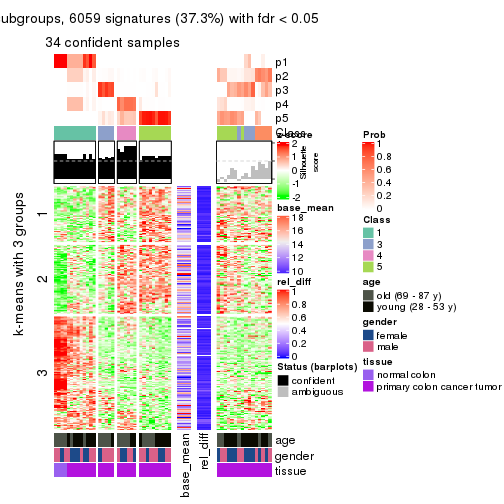 ubgroups, 6059 signatures (37.3%) with fdr < 0.05
34 confident samples
p1
p2
p3
p4
p5
Class
Silhouette
score
1
2
3
k-means with 3 groups
z-score
2
1
0
-1
-2
base_mean
18
16
14
12
10
rel_diff
1
0.8
0.6
0.4
0.2
0
Status (barplots)
confident
ambiguous
Prob
1
0.8
0.6
0.4
0.2
0
Class
1
3
4
5
age
old (69 - 87 y)
young (28 - 53 y)
gender
female
male
tissue
normal colon
primary colon cancer tumor
age
gender
tissue
base_mean
rel_diff